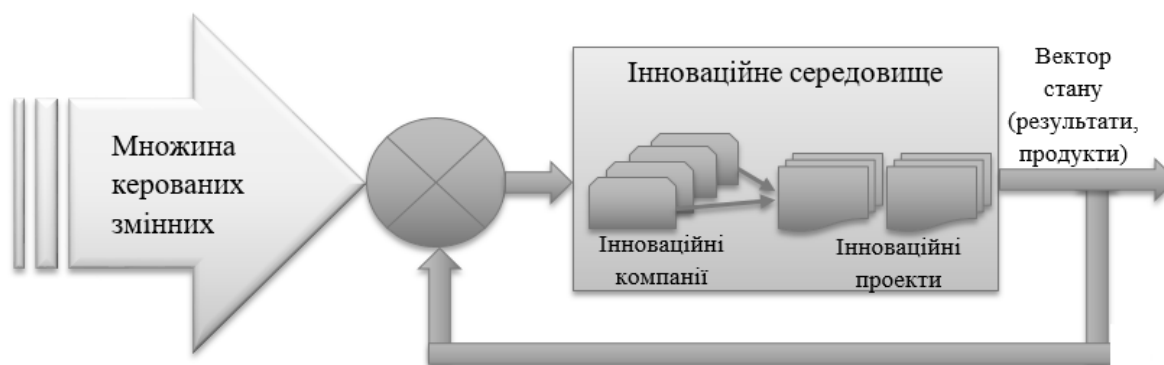 Множина
керованих
змінних
Інноваційне середовище
Інноваційні
компанії
Інноваційні
проекти
Вектор
стану
(результати,
продукти)